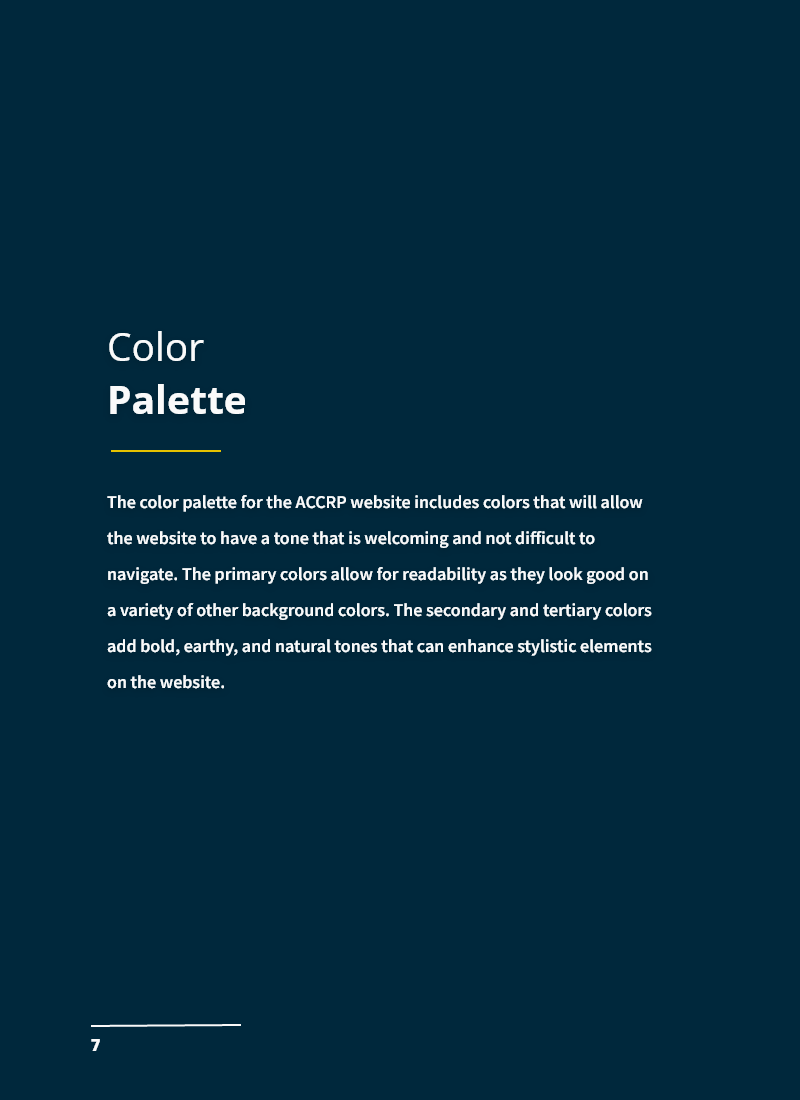 Color
Palette
The color palette for the ACCRP website includes colors that will allow
the website to have a tone that is welcoming and not difficult to
navigate. The primary colors allow for readability as they look good on
a variety of other background colors. The secondary and tertiary colors
add bold, earthy, and natural tones that can enhance stylistic elements
on the website.
7